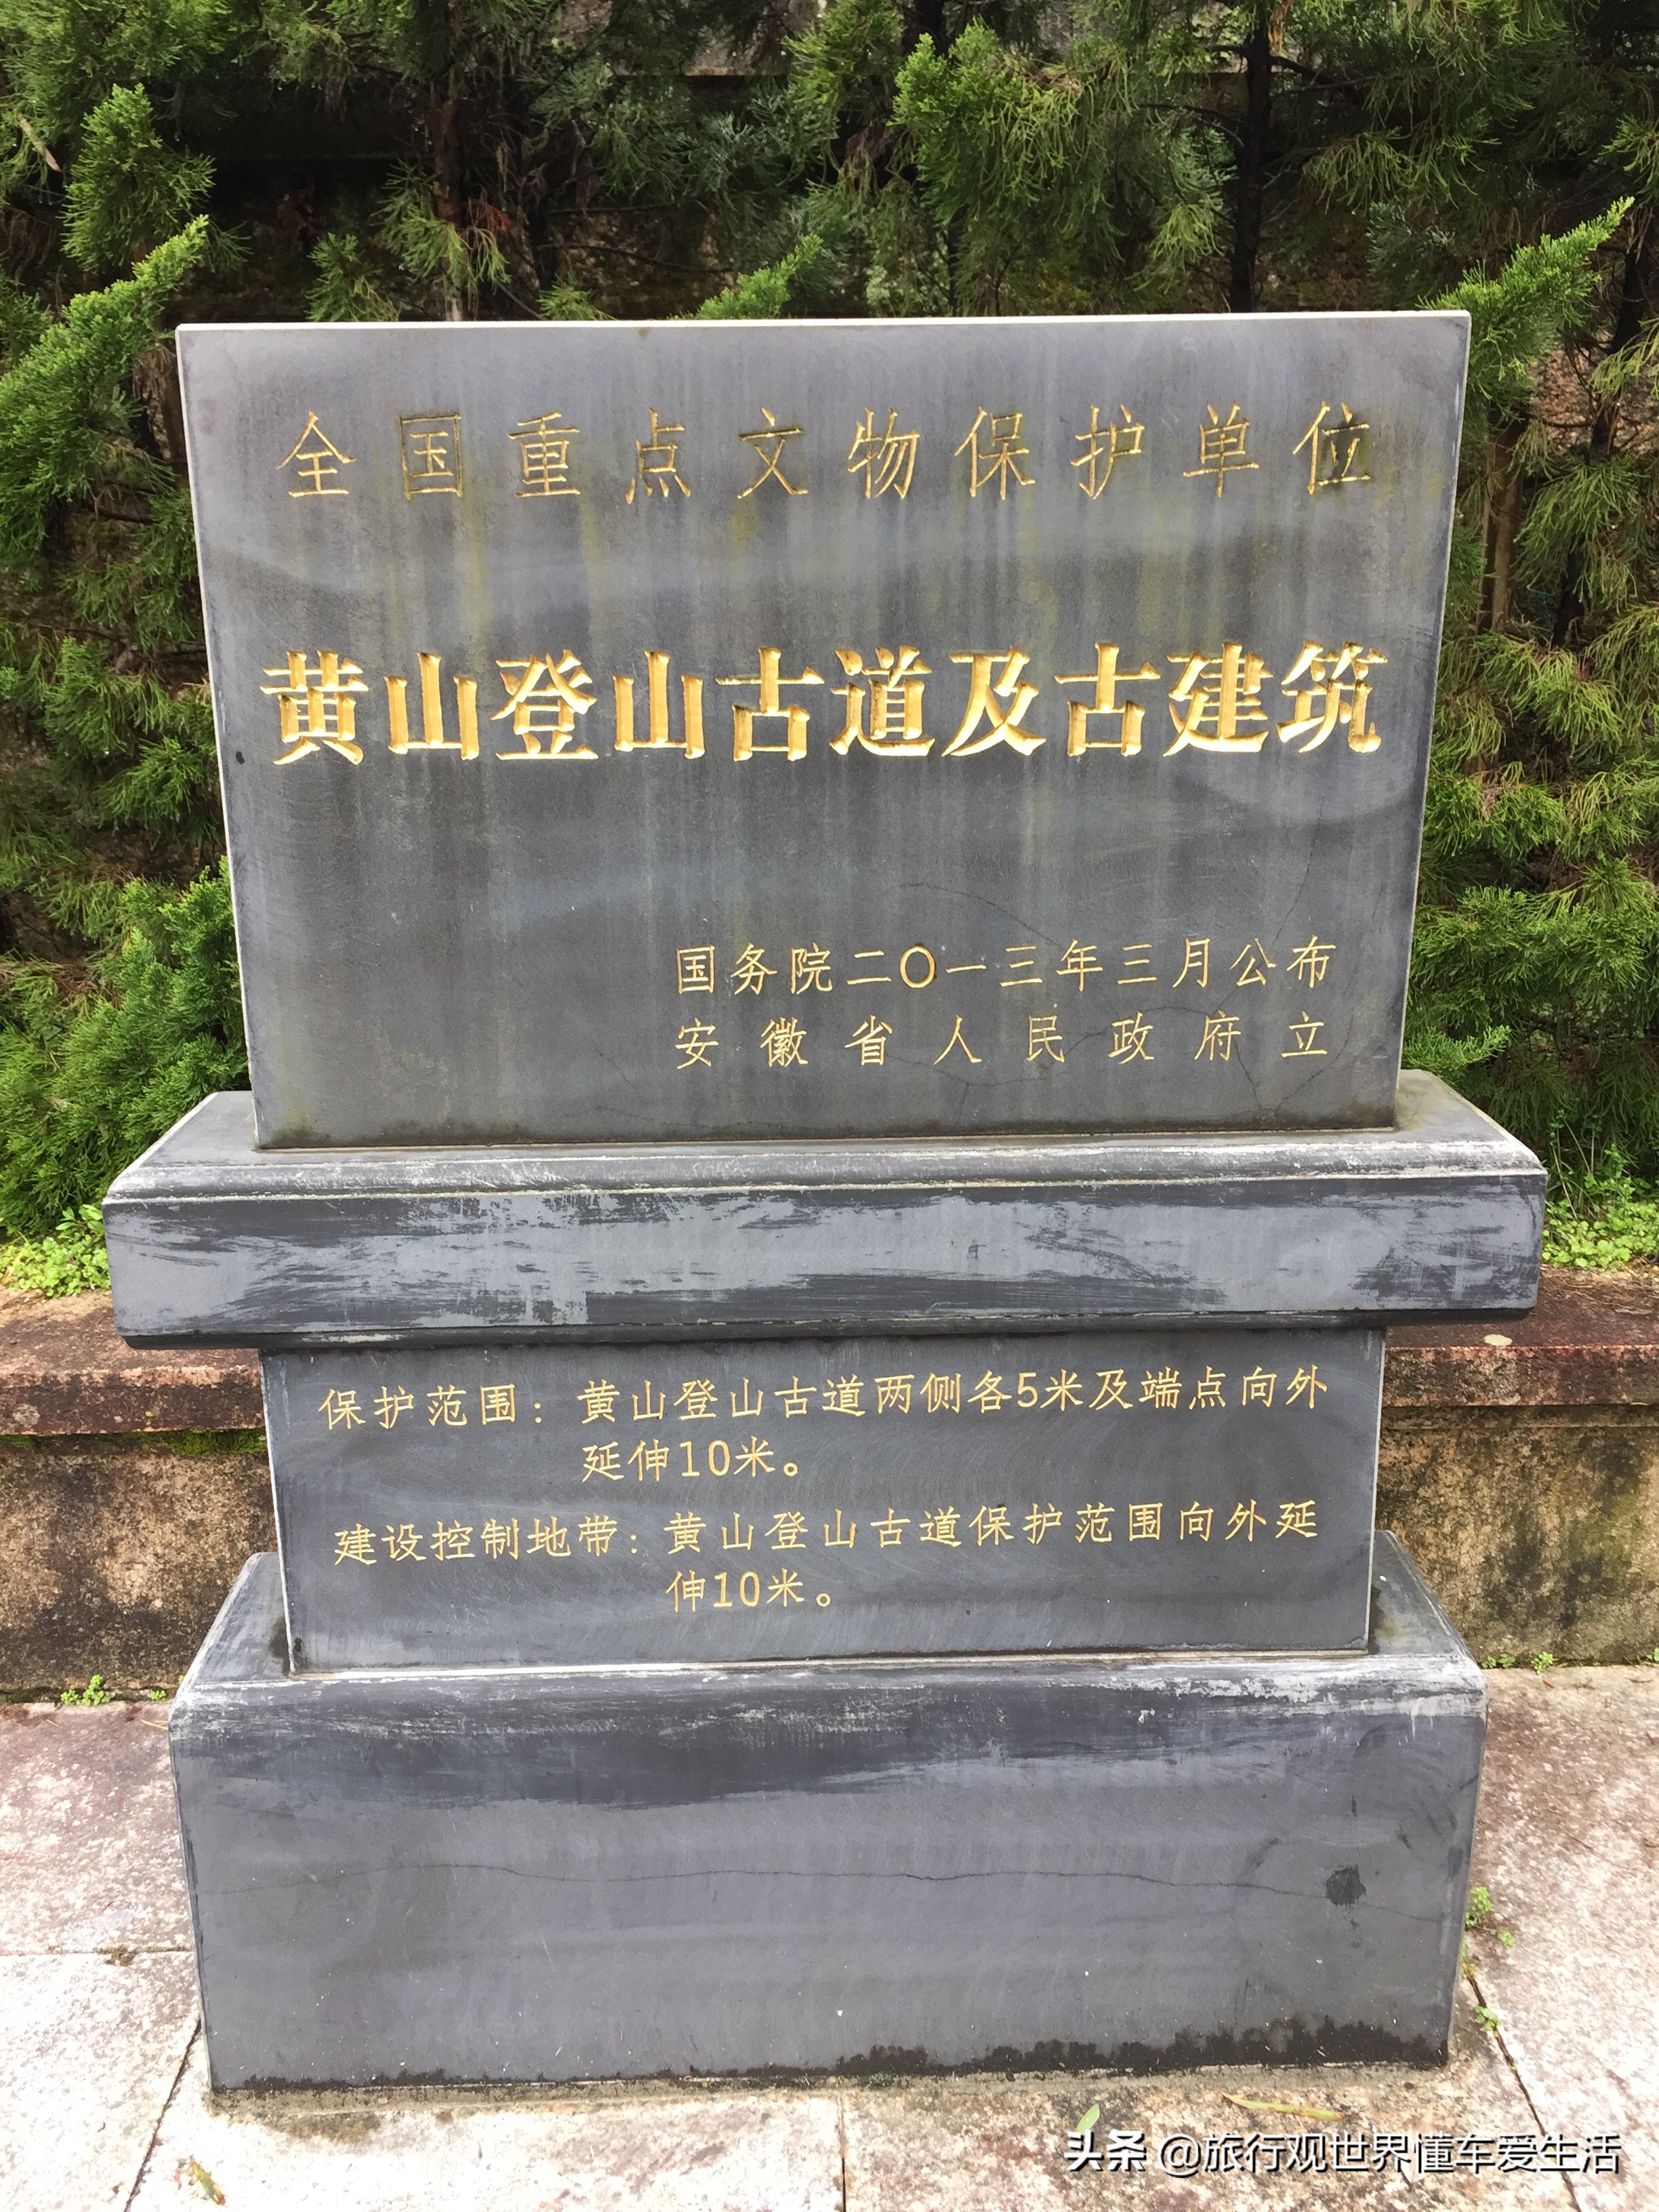 全国重点文物保护单位
黄山登山古道及古建筑
国务院二〇一三年三月公布
安徽省人民政府立
保护范围：黄山登山古道两侧各5米及端点向外
延伸10米。
建设控制地带：黄山登山古道保护范围向外延
伸10米。
头条 @旅行观世界懂车爱生活